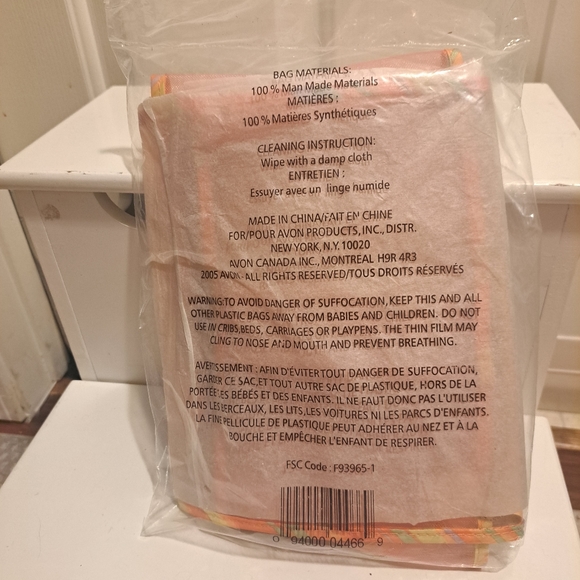 BAG MATERIALS:
100 % Man Made Materials
MATIÈRES :
100 % Matières Synthétiques
CLEANING INSTRUCTION:
Wipe with a damp cloth
ENTRETIEN :
Essuyer avec un linge humide
MADE IN CHINA/FAIT EN CHINE
FOR/POUR AVON PRODUCTS, INC., DISTR.
NEW YORK, N.Y. 10020
AVON CANADA INC., MONTREAL H9R 4R3
2005 AVON- ALL RIGHTS RESERVED/TOUS DROITS RÉSERVÉS
WARNING:TO AVOID DANGER OF SUFFOCATION, KEEP THIS AND ALL
OTHER PLASTIC BAGS AWAY FROM BABIES AND CHILDREN. DO NOT
USE IN CRIBS,BEDS, CARRIAGES OR PLAYPENS. THE THIN FILM MAY
CLING TO NOSE AND MOUTH AND PREVENT BREATHING.
AVERTISSEMENT : AFIN D'ÉVITER TOUT DANGER DE SUFFOCATION,
GARDER CE SAC,ET TOUT AUTRE SAC DE PLASTIQUE, HORS DE LA
PORTÉE DES BÉBÉS ET DES ENFANTS. IL NE FAUT DONC PAS L'UTILISER
DANS LES BERCEAUX, LES LITS,LES VOITURES NI LES PARCS D'ENFANTS.
LA FINE PELLICULE DE PLASTIQUE PEUT ADHÉRER AU NEZ ET À LA
BOUCHE ET EMPÊCHER L'ENFANT DE RESPIRER.
FSC Code : F93965-1
0 04000 04466 9